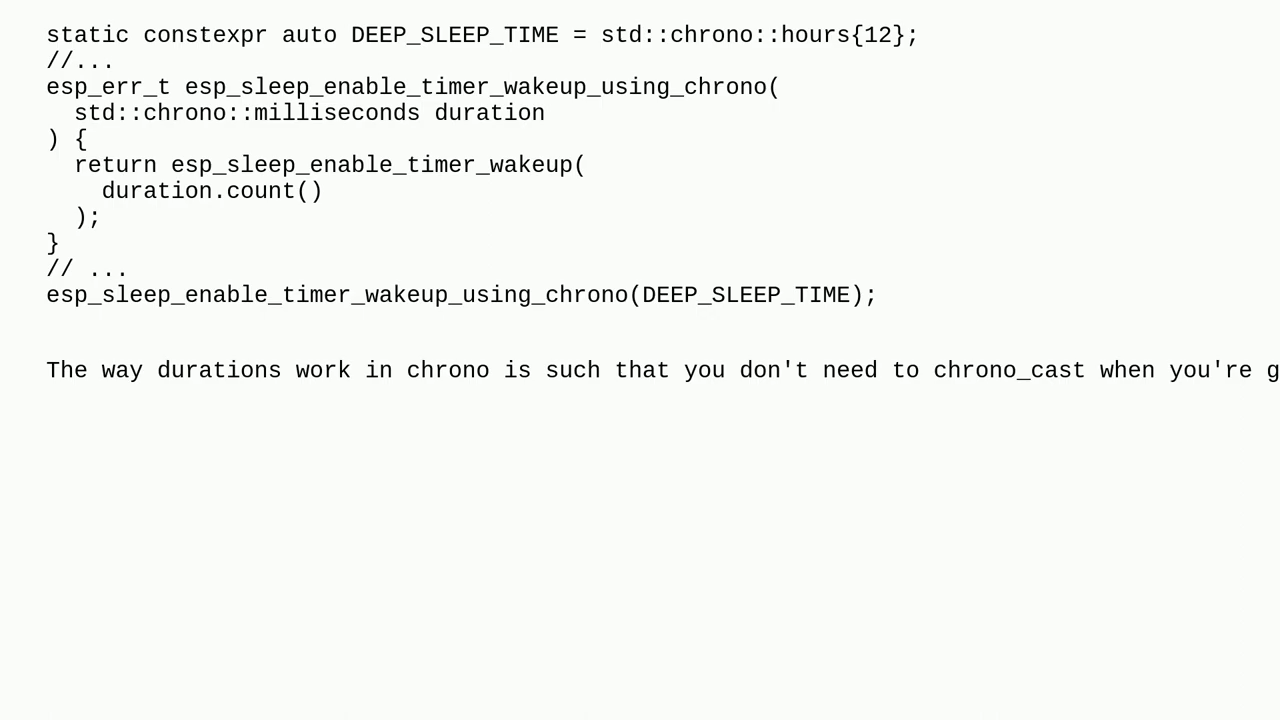 static constexpr auto DEEP_SLEEP_TIME = std::chrono::hours{12};
//...
esp_err_t esp_sleep_enable_timer_wakeup_using_chrono(
  std::chrono::milliseconds duration
) {
  return esp_sleep_enable_timer_wakeup(
    duration.count()
  );
}
// ...
esp_sleep_enable_timer_wakeup_using_chrono(DEEP_SLEEP_TIME);
The way durations work in chrono is such that you don't need to chrono_cast when you're